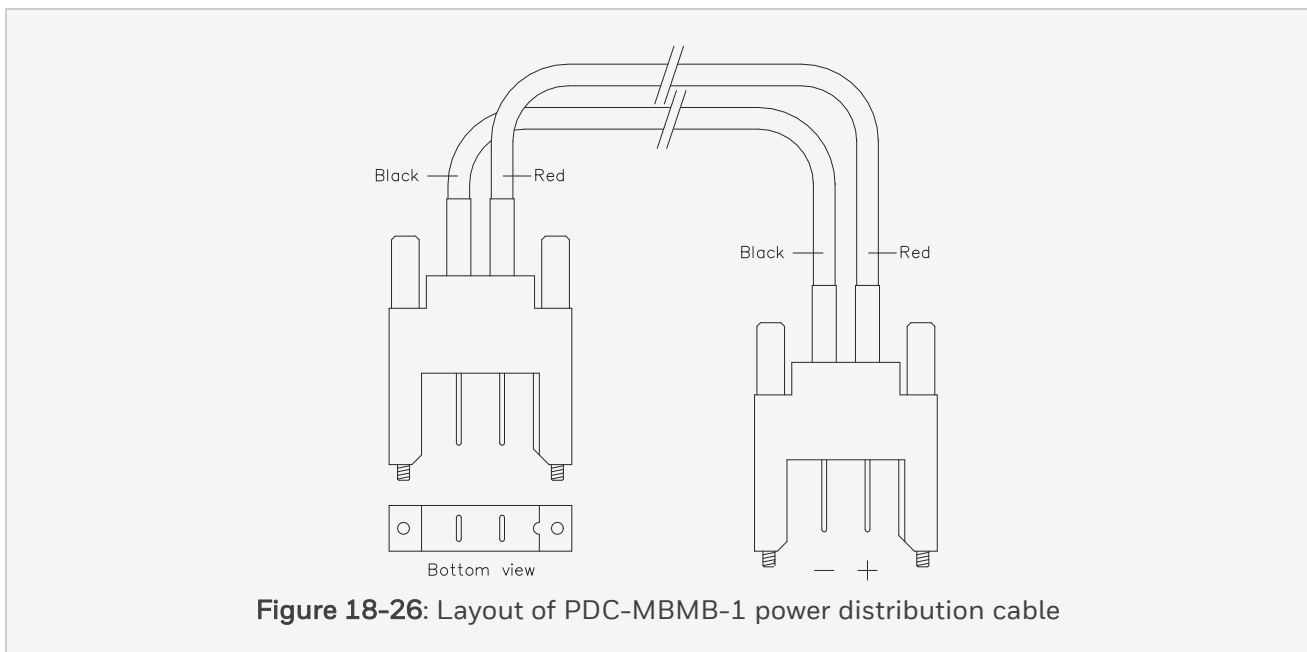 Black
Red
Black
Red
Bottom view
− +
Figure 18-26: Layout of PDC-MBMB-1 power distribution cable